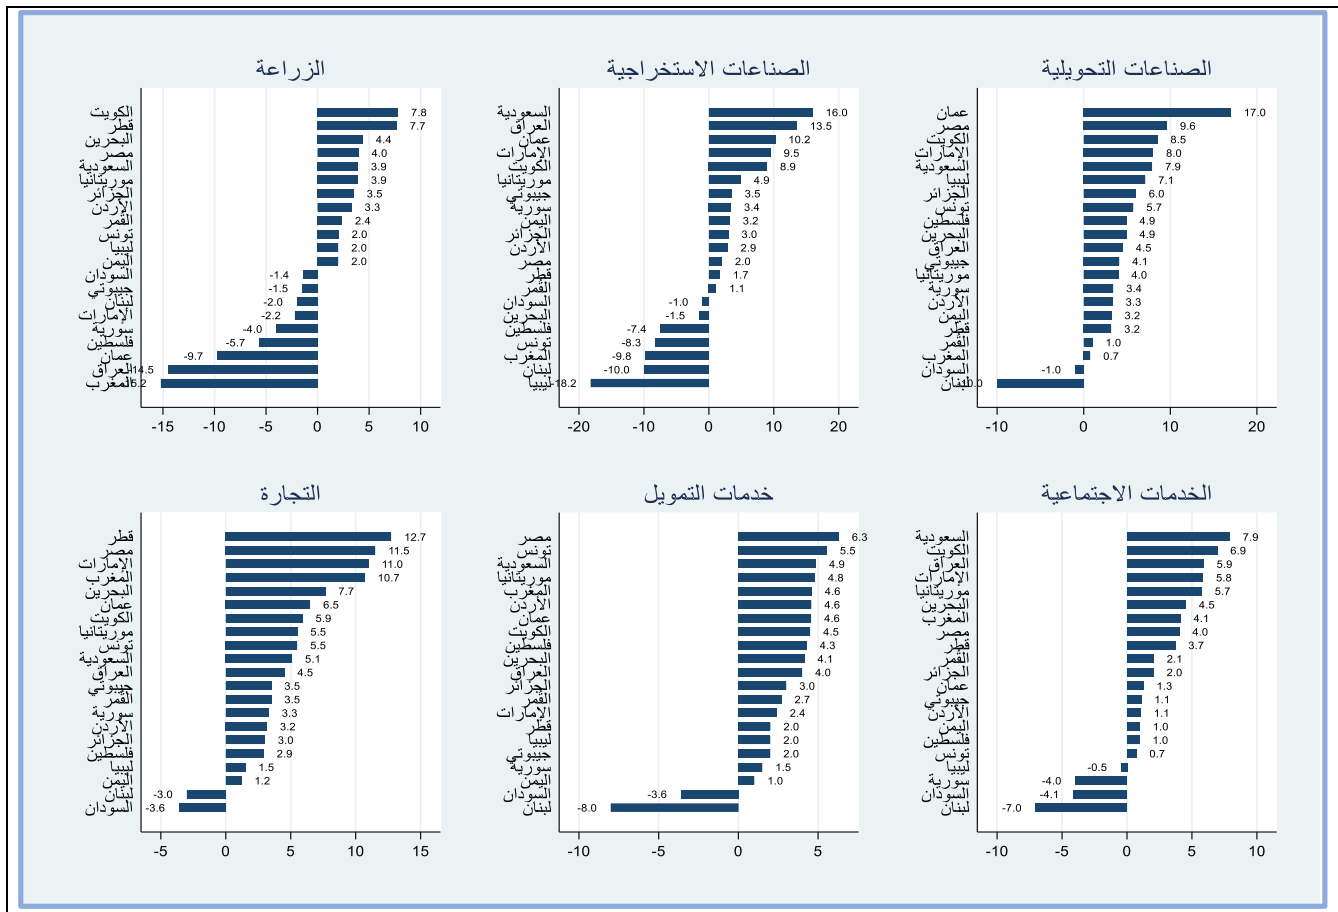 الزراعة
الكويت 7.8
قطر 7.7
البحرين 4.4
مصر 4.0
السعودية 3.9
موريتانيا 3.9
الجزائر 3.5
الأردن 3.3
القمر 2.4
تونس 2.0
ليبيا 2.0
اليمن 2.0
السودان -1.4
جيبوتي -1.5
لبنان -2.0
الإمارات -2.2
سورية -4.0
فلسطين -5.7
عمان -9.7
العراق -14.5
المغرب -15.2
-15 -10 -5 0 5 10
الصناعات الاستخراجية
السعودية 16.0
العراق 13.5
عمان 10.2
الإمارات 9.5
الكويت 8.9
موريتانيا 4.9
جيبوتي 3.5
سورية 3.4
اليمن 3.2
الجزائر 3.0
الأردن 2.9
مصر 2.0
قطر 1.7
القمر 1.1
السودان -1.0
البحرين -1.5
فلسطين -7.4
تونس -8.3
المغرب -9.8
لبنان -10.0
ليبيا -18.2
-20 -10 0 10 20
الصناعات التحويلية
عمان 17.0
مصر 9.6
الكويت 8.5
الإمارات 8.0
السعودية 7.9
ليبيا 7.1
الجزائر 6.0
تونس 5.7
فلسطين 4.9
البحرين 4.9
العراق 4.5
جيبوتي 4.1
موريتانيا 4.0
سورية 3.4
الأردن 3.3
اليمن 3.2
قطر 3.2
القمر 1.0
المغرب 0.7
السودان -1.0
لبنان -10.0
-10 0 10 20
التجارة
قطر 12.7
مصر 11.5
الإمارات 11.0
المغرب 10.7
البحرين 7.7
عمان 6.5
الكويت 5.9
موريتانيا 5.5
تونس 5.5
السعودية 5.1
العراق 4.5
جيبوتي 3.5
القمر 3.5
سورية 3.3
الأردن 3.2
الجزائر 3.0
فلسطين 2.9
ليبيا 1.5
اليمن 1.2
لبنان -3.0
السودان -3.6
-5 0 5 10 15
خدمات التمويل
مصر 6.3
تونس 5.5
السعودية 4.9
موريتانيا 4.8
المغرب 4.6
الأردن 4.6
عمان 4.6
الكويت 4.5
فلسطين 4.3
البحرين 4.1
العراق 4.0
الجزائر 3.0
القمر 2.7
الإمارات 2.4
قطر 2.0
ليبيا 2.0
جيبوتي 2.0
سورية 1.5
اليمن 1.0
السودان -3.6
لبنان -8.0
-10 -5 0 5
الخدمات الاجتماعية
السعودية 7.9
الكويت 6.9
العراق 5.9
الإمارات 5.8
موريتانيا 5.7
البحرين 4.5
المغرب 4.1
مصر 4.0
قطر 3.7
القمر 2.1
الجزائر 2.0
عمان 1.3
جيبوتي 1.1
الأردن 1.1
اليمن 1.0
فلسطين 1.0
تونس 0.7
ليبيا -0.5
سورية -4.0
السودان -4.1
لبنان -7.0
-10 -5 0 5 10